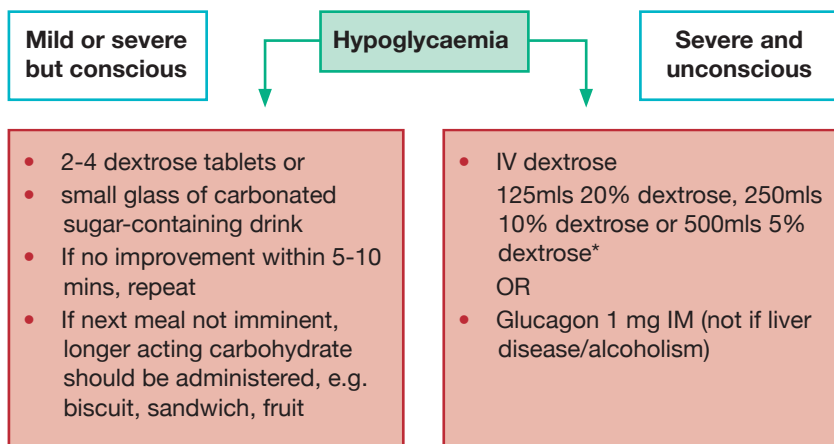 Hypoglycaemia
Mild or severe
but conscious
• 2-4 dextrose tablets or
• small glass of carbonated
sugar-containing drink
• If no improvement within 5-10
mins, repeat
• If next meal not imminent,
longer acting carbohydrate
should be administered, e.g.
biscuit, sandwich, fruit
Severe and
unconscious
• IV dextrose
125mls 20% dextrose, 250mls
10% dextrose or 500mls 5%
dextrose*
OR
• Glucagon 1 mg IM (not if liver
disease/alcoholism)